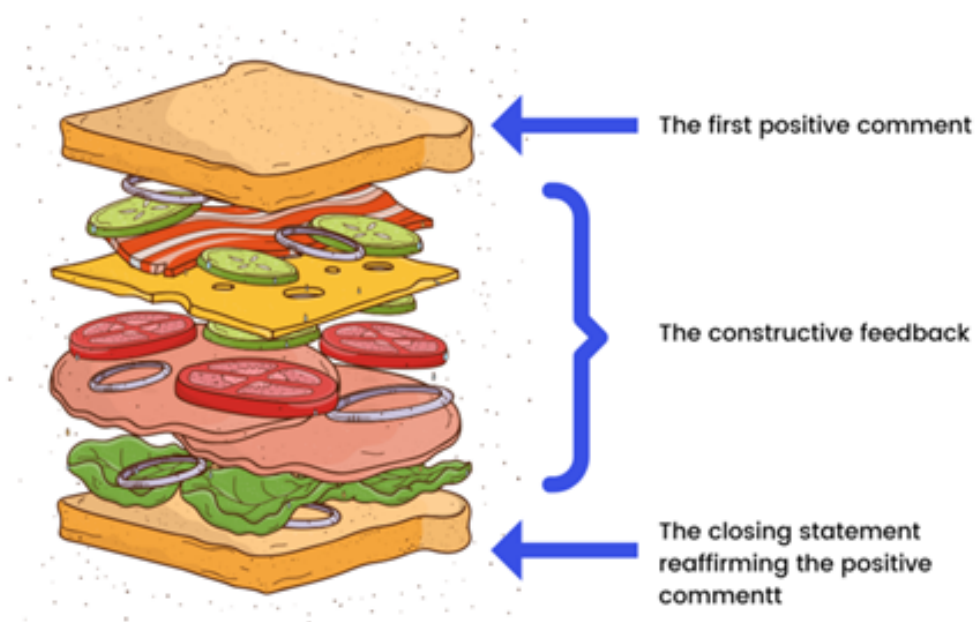 The first positive comment
The constructive feedback
The closing statement
reaffirming the positive
commentt